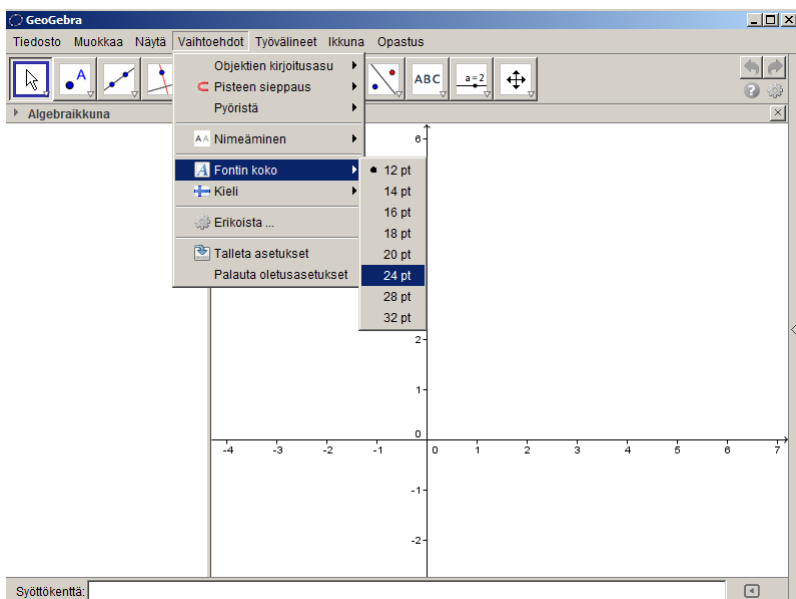 GeoGebra
Tiedosto Muokkaa Näytä Vaihtoehdot Työvälineet Ikkuna Opastus
A ABC a=2
Algebraikkuna
Objektien kirjoitusasu
Pisteen sieppaus
Pyöristä
AA Nimeäminen
A Fontin koko
Kieli
Erikoista ...
Talleta asetukset
Palauta oletusasetukset
12 pt
14 pt
16 pt
18 pt
20 pt
24 pt
28 pt
32 pt
6
2
1
0
-4 -3 -2 -1 0 1 2 3 4 5 6 7
-1
-2
Syöttökenttä: